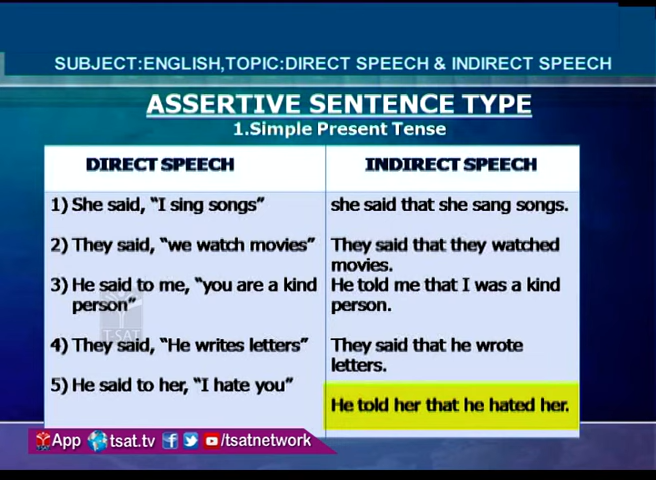 SUBJECT:ENGLISH,TOPIC:DIRECT SPEECH & INDIRECT SPEECH
ASSERTIVE SENTENCE TYPE
1.Simple Present Tense
DIRECT SPEECH
INDIRECT SPEECH
1) She said, "I sing songs"
she said that she sang songs.
2) They said, "we watch movies"
They said that they watched
movies.
3) He said to me, "you are a kind
person"
He told me that I was a kind
person.
4) They said, "He writes letters"
They said that he wrote
letters.
5) He said to her, "I hate you"
He told her that he hated her.
T-SAT
App tsat.tv /tsatnetwork